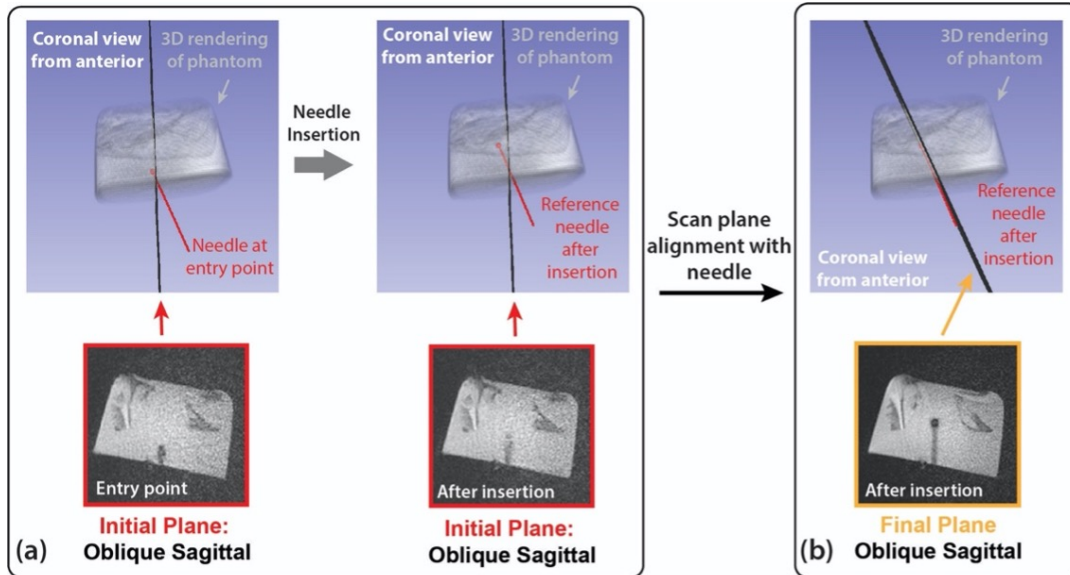 Coronal view
from anterior
3D rendering
of phantom
Needle at
entry point
Needle
Insertion
Coronal view
from anterior
3D rendering
of phantom
Reference
needle
after
insertion
Entry point
Initial Plane:
Oblique Sagittal
After insertion
Initial Plane:
Oblique Sagittal
(a)
Scan plane
alignment with
needle
3D rendering
of phantom
Reference
needle
after
insertion
Coronal view
from anterior
After insertion
Final Plane
Oblique Sagittal
(b)